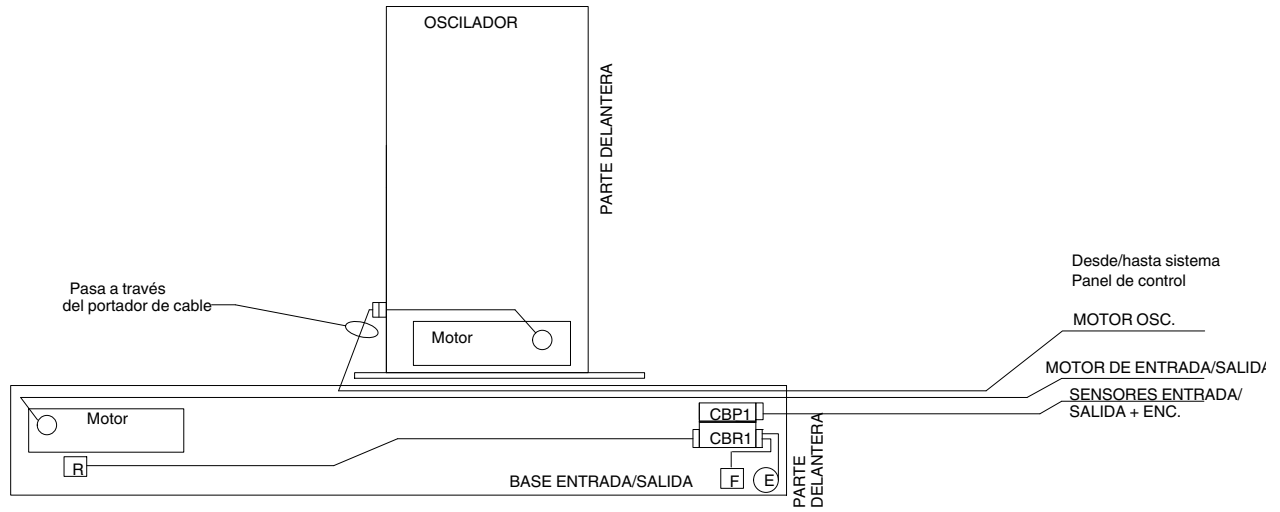 OSCILADOR
PARTE DELANTERA
Pasa a través
del portador de cable
Motor
Desde/hasta sistema
Panel de control
MOTOR OSC.
MOTOR DE ENTRADA/SALIDA
SENSORES ENTRADA/
SALIDA + ENC.
Motor
CBP1
CBR1
R
BASE ENTRADA/SALIDA
F
E
PARTE
DELANTERA